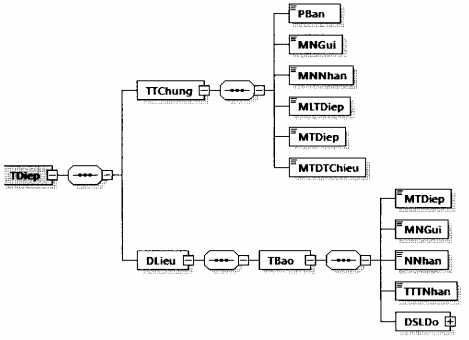 PBan
MNGui
MNNhan
TTChung
MLTDiep
MTDiep
MTDTChieu
TDiep
MTDiep
MNGui
DLieu
TBao
NNhan
TTTNhan
DSLDo